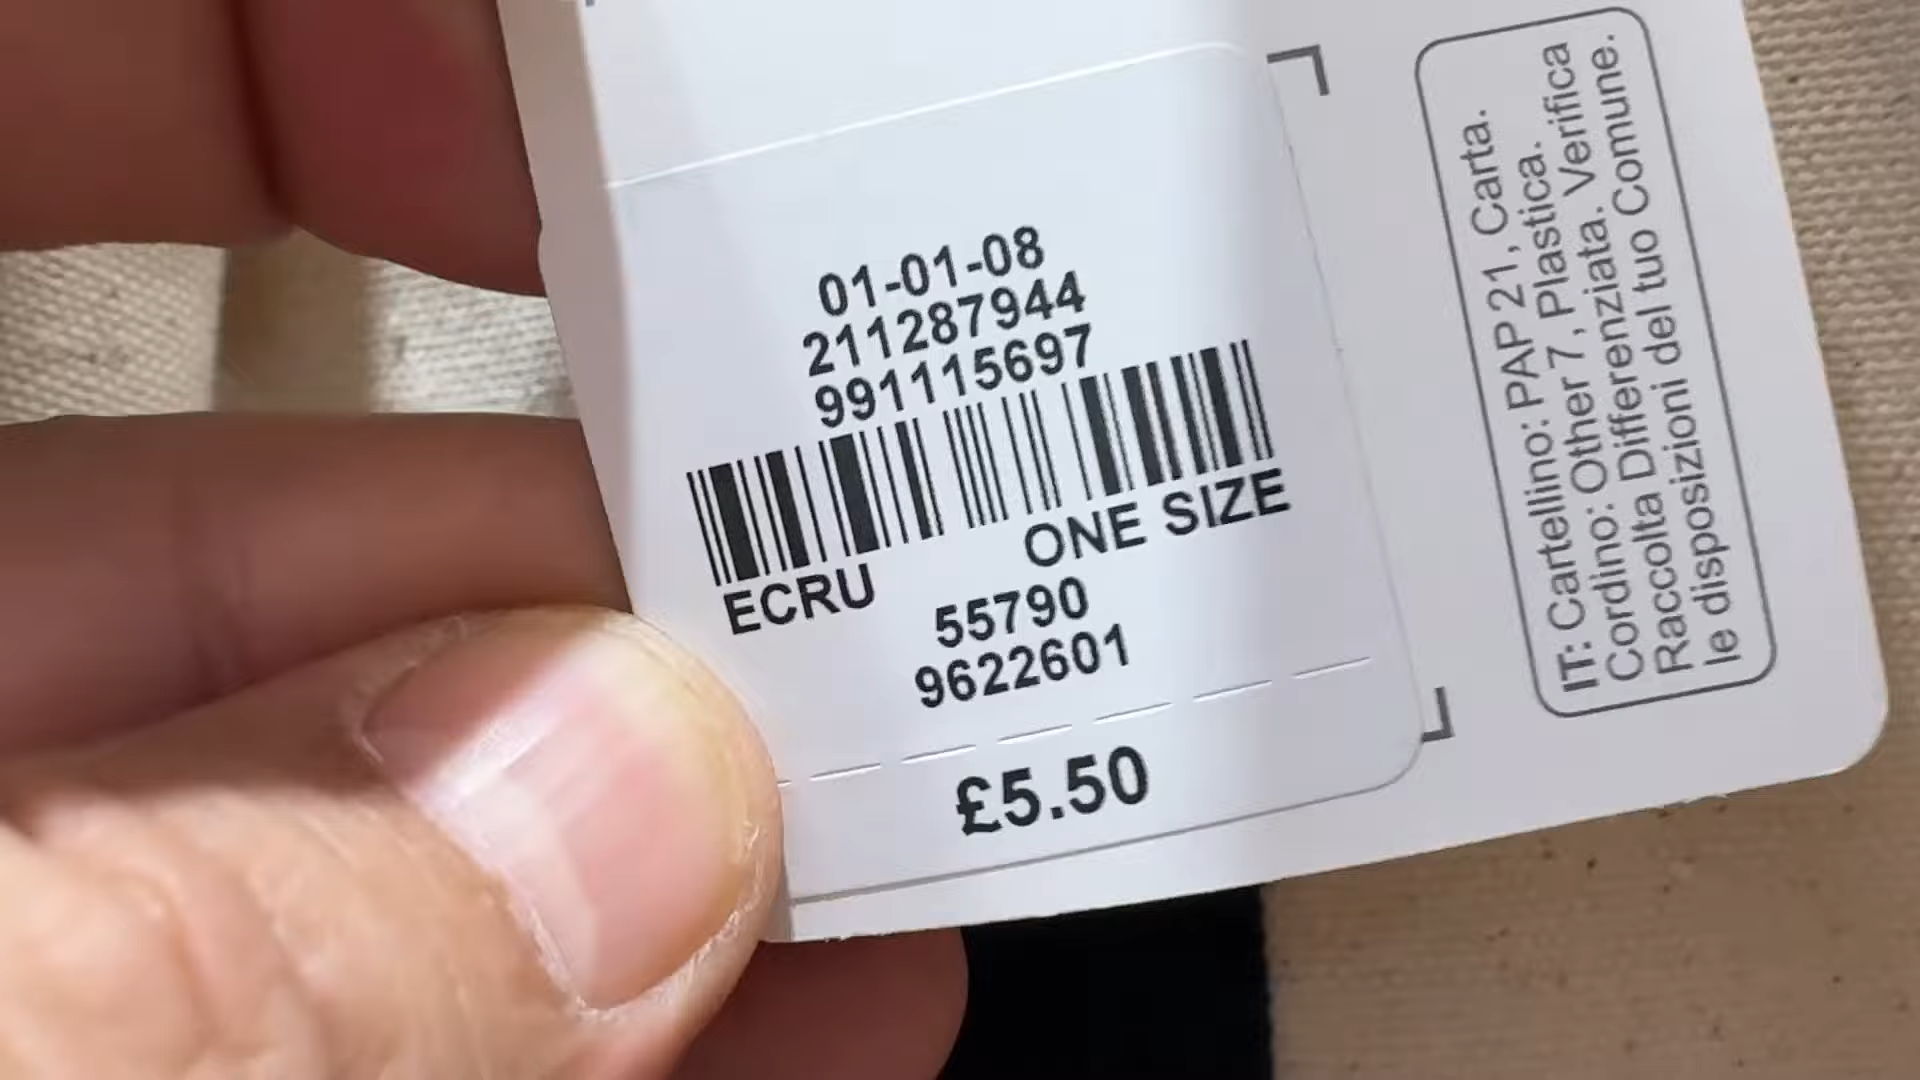 01-01-08
211287944
991115697
ECRU
ONE SIZE
55790
9622601
£5.50
IT: Cartellino: PAP 21, Carta.
Cordino: Other 7, Plastica.
Raccolta Differenziata. Verifica
le disposizioni del tuo Comune.